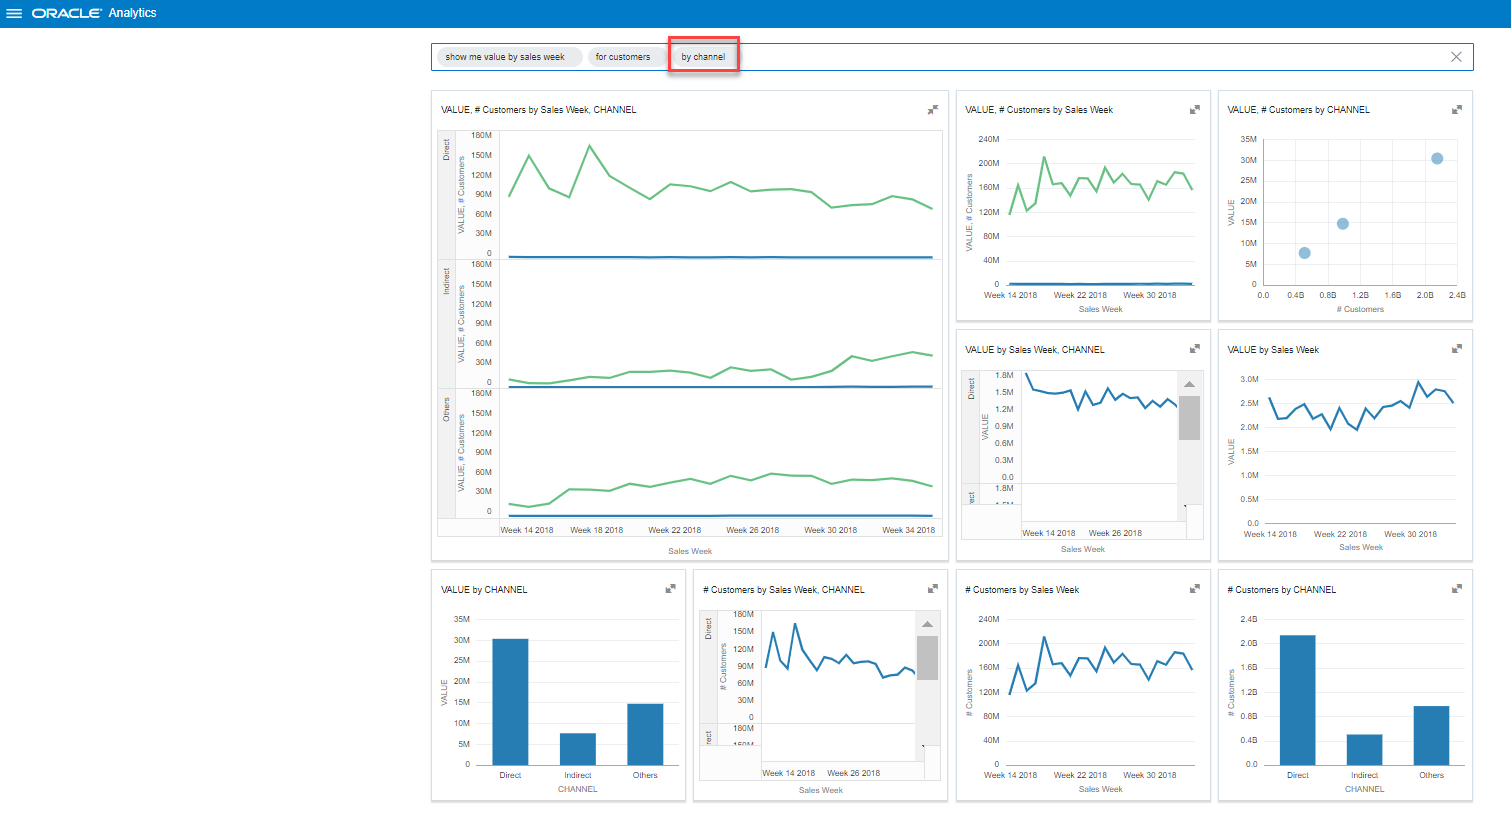 ORACLE® Analytics
show me value by sales week
for customers
by channel
VALUE, # Customers by Sales Week, CHANNEL
Direct
VALUE, # Customers
180M
150M
120M
90M
60M
30M
0
Indirect
VALUE, # Customers
180M
150M
120M
90M
60M
30M
0
Others
VALUE, # Customers
180M
150M
120M
90M
60M
30M
0
Week 14 2018 Week 18 2018 Week 22 2018 Week 26 2018 Week 30 2018 Week 34 2018
Sales Week
VALUE, # Customers by Sales Week
VALUE, # Customers
240M
200M
160M
120M
80M
40M
0
Week 14 2018 Week 22 2018 Week 30 2018
Sales Week
VALUE, # Customers by CHANNEL
VALUE
35M
30M
25M
20M
15M
10M
5M
0
0.0 0.4B 0.8B 1.2B 1.6B 2.0B 2.4B
# Customers
VALUE by Sales Week, CHANNEL
Direct
VALUE
1.8M
1.5M
1.2M
0.9M
0.6M
0.3M
0.0
1.8M
Week 14 2018 Week 26 2018
Sales Week
VALUE by Sales Week
VALUE
3.0M
2.5M
2.0M
1.5M
1.0M
0.5M
0.0
Week 14 2018 Week 22 2018 Week 30 2018
Sales Week
VALUE by CHANNEL
VALUE
35M
30M
25M
20M
15M
10M
5M
0
Direct Indirect Others
CHANNEL
# Customers by Sales Week, CHANNEL
Direct
# Customers
180M
150M
120M
90M
60M
30M
0
180M
Week 14 2018 Week 26 2018
Sales Week
# Customers by Sales Week
# Customers
240M
200M
160M
120M
80M
40M
0
Week 14 2018 Week 22 2018 Week 30 2018
Sales Week
# Customers by CHANNEL
# Customers
2.4B
2.0B
1.6B
1.2B
0.8B
0.4B
0.0
Direct Indirect Others
CHANNEL